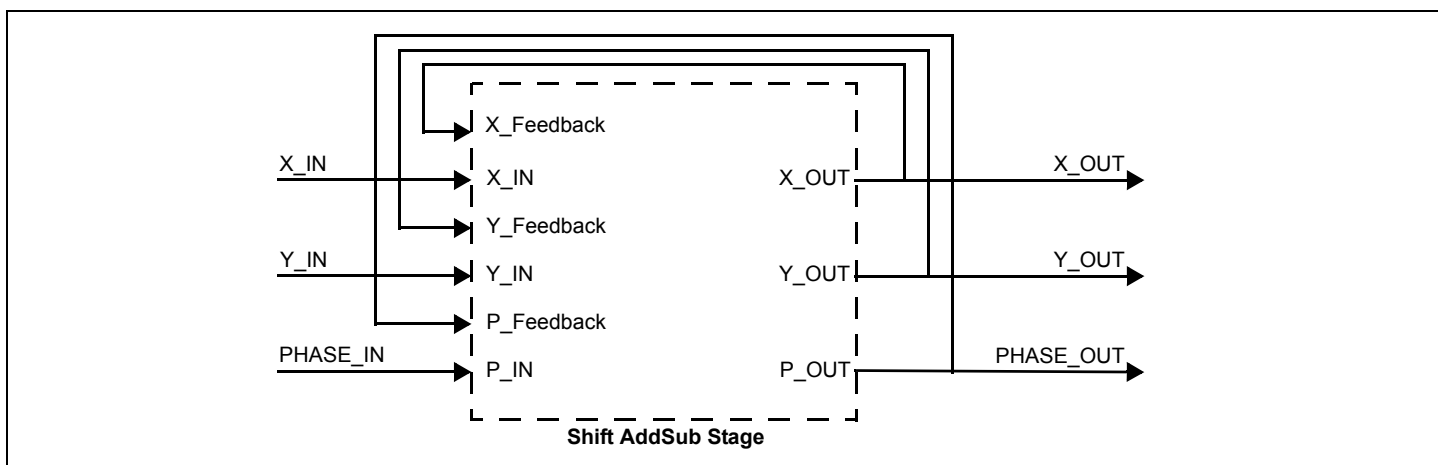 X_Feedback
X_IN
X_IN
X_OUT
X_OUT
Y_Feedback
Y_IN
Y_IN
Y_OUT
Y_OUT
P_Feedback
PHASE_IN
P_IN
P_OUT
PHASE_OUT
Shift AddSub Stage